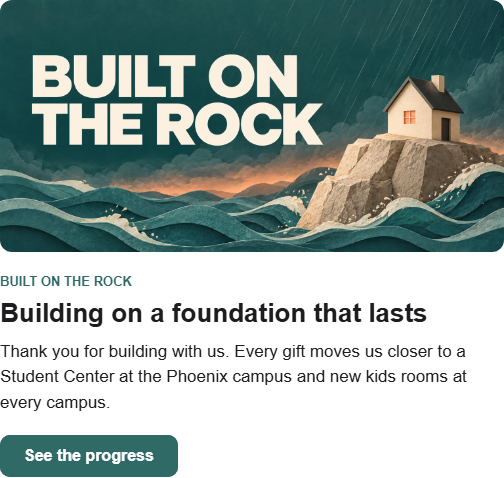 BUILT ON
THE ROCK
BUILT ON THE ROCK
Building on a foundation that lasts
Thank you for building with us. Every gift moves us closer to a
Student Center at the Phoenix campus and new kids rooms at
every campus.
See the progress